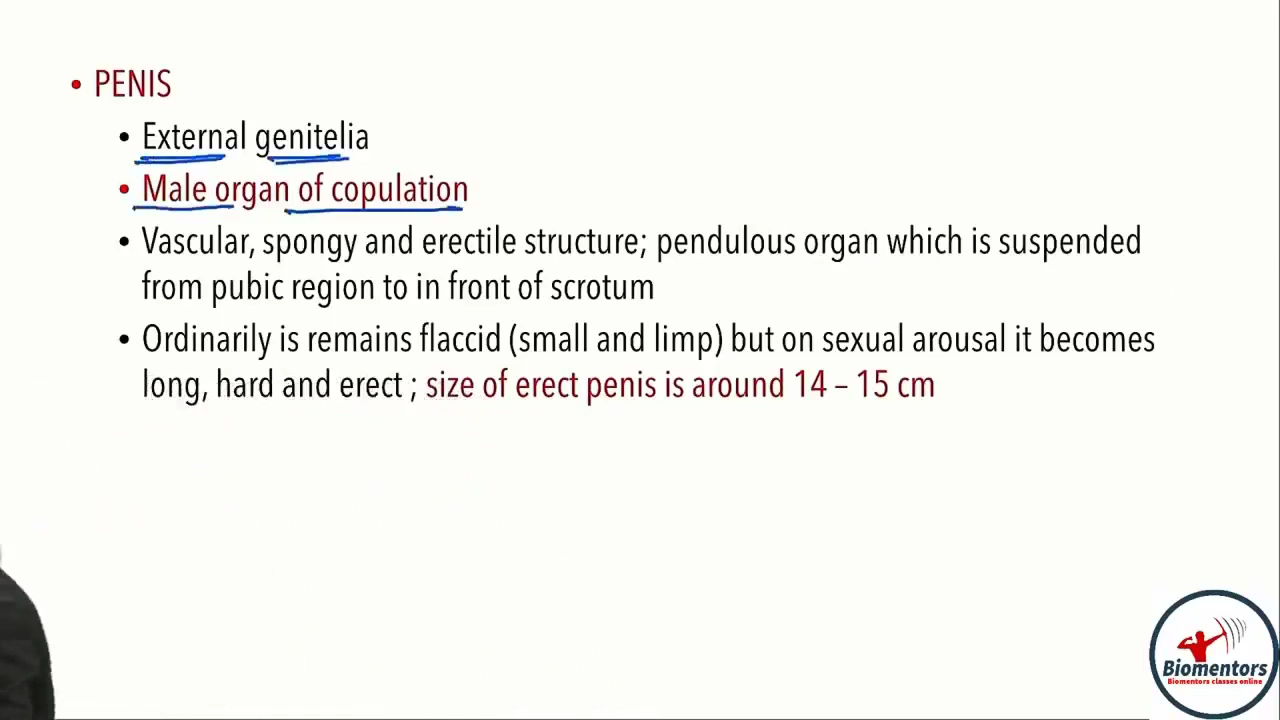 • PENIS
• External genitelia
• Male organ of copulation
• Vascular, spongy and erectile structure; pendulous organ which is suspended
from pubic region to in front of scrotum
• Ordinarily is remains flaccid (small and limp) but on sexual arousal it becomes
long, hard and erect ; size of erect penis is around 14 – 15 cm
Biomentors
Biomentors classes online